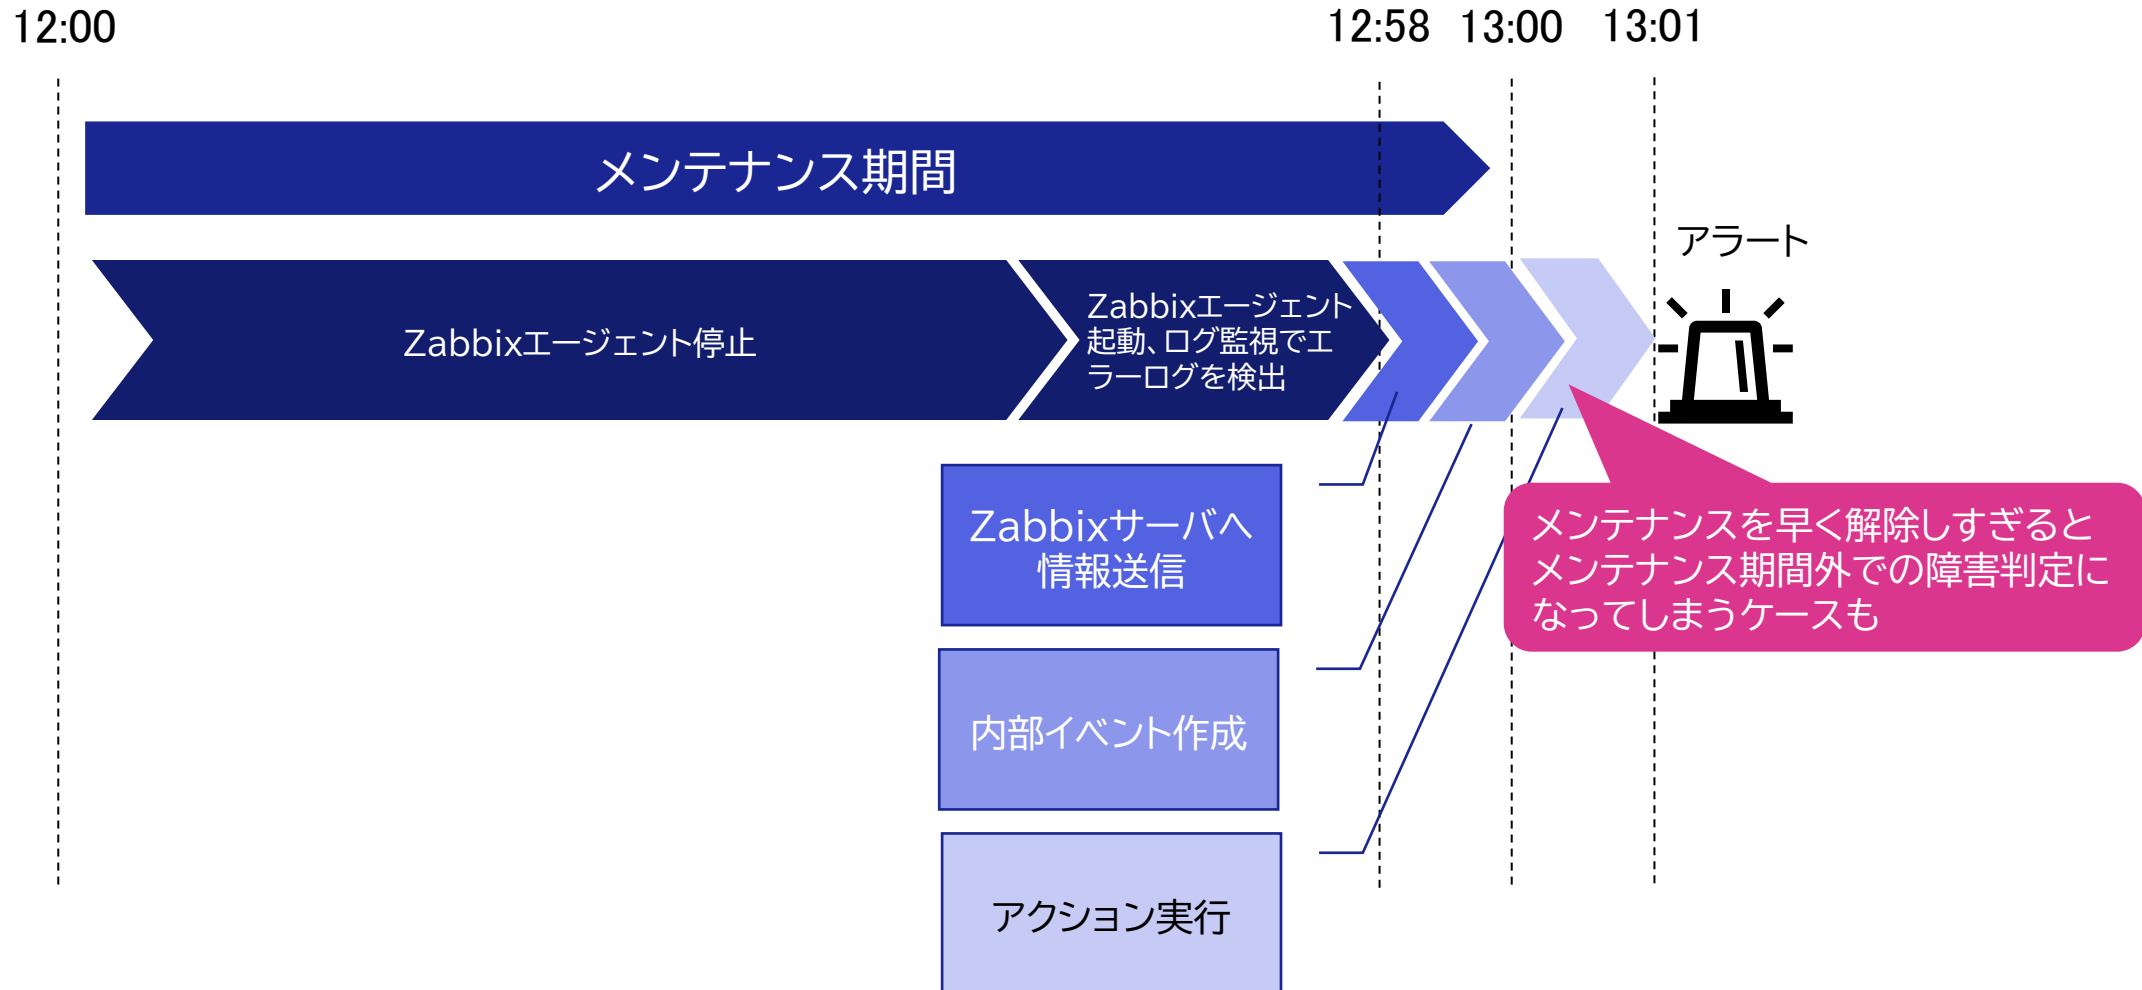 12:00
12:58
13:00
13:01
メンテナンス期間
アラート
Zabbixエージェント停止
Zabbixエージェント
起動、ログ監視でエ
ラーログを検出
Zabbixサーバへ
情報送信
メンテナンスを早く解除しすぎると
メンテナンス期間外での障害判定に
なってしまうケースも
内部イベント作成
アクション実行